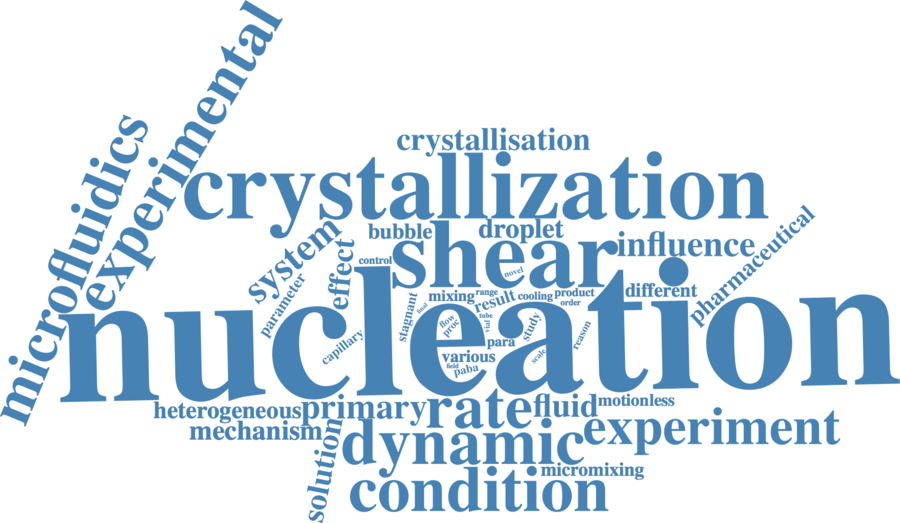 experimental
microfluidics
crystallisation
crystallization
system
bubble
droplet
shear
influence
pharmaceutical
effect
control
novel
parameter
nucleation
stagnant
mixing
range
result
cooling
product
order
different
flow
proc
tube
vial
study
reason
capillary
para
various
scale
field
paba
heterogeneous
primary
rate
fluid
motionless
mechanism
solution
dynamic
experiment
micromixing
condition